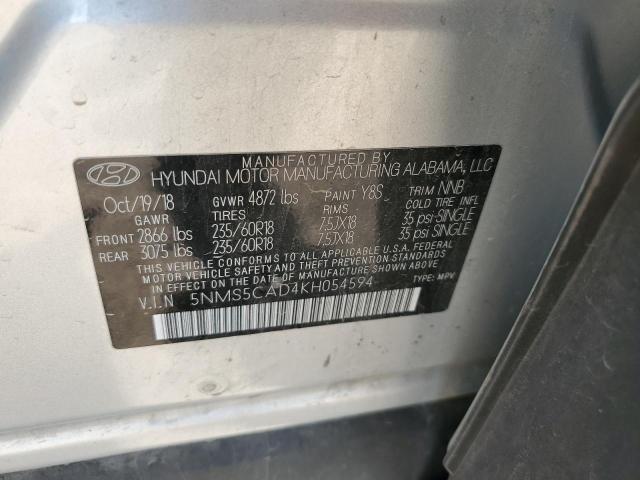 MANUFACTURED BY
HYUNDAI MOTOR MANUFACTURING ALABAMA, LLC
Oct/19/18 GVWR 4872 lbs PAINT Y8S TRIM NNB
GAWR TIRES RIMS COLD TIRE INFL
FRONT 2866 lbs 235/60R18 7.5JX18 35 psi-SINGLE
REAR 3075 lbs 235/60R18 7.5JX18 35 psi SINGLE
THIS VEHICLE CONFORMS TO ALL APPLICABLE U.S.A. FEDERAL
MOTOR VEHICLE SAFETY, BUMPER, AND THEFT PREVENTION STANDARDS
IN EFFECT ON THE DATE OF MANUFACTURE SHOWN ABOVE.
V.I.N 5NMS5CAD4KH054594 TYPE: MPV